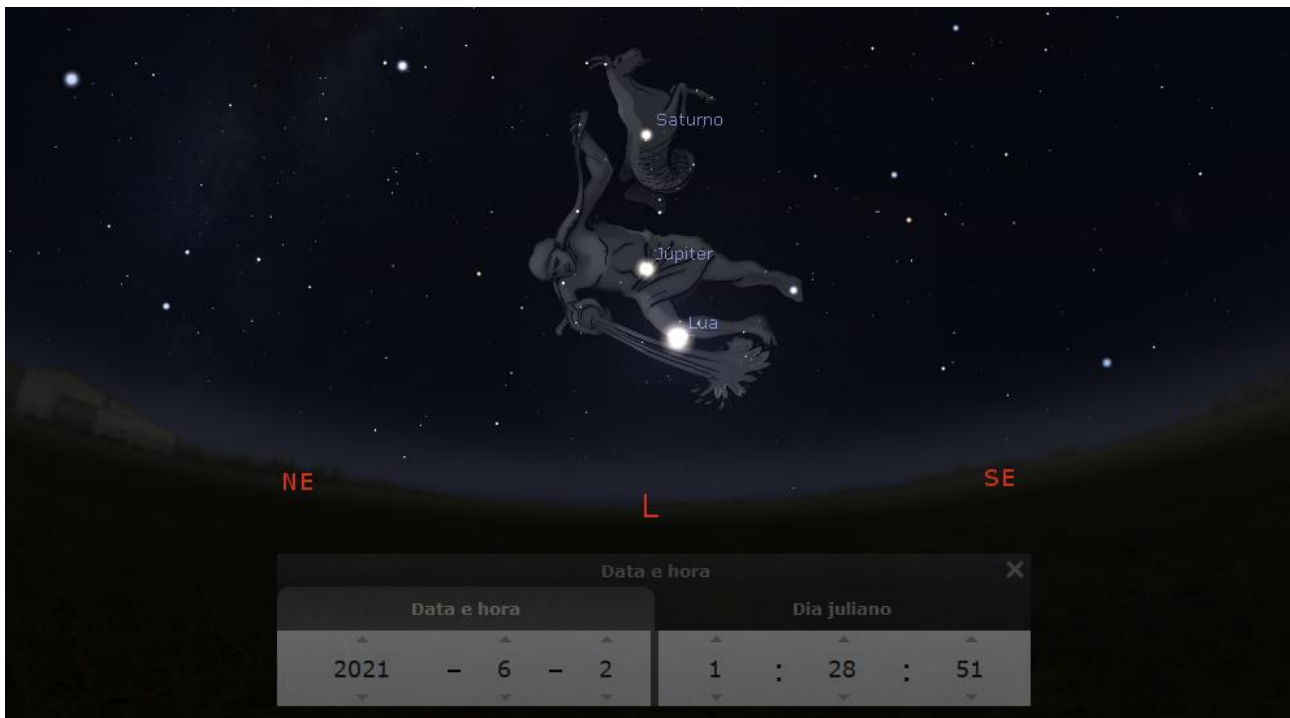 Saturno
Júpiter
Lua
NE
SE
L
Data e hora
Data e hora Dia juliano
2021 - 6 - 2 1 : 28 : 51